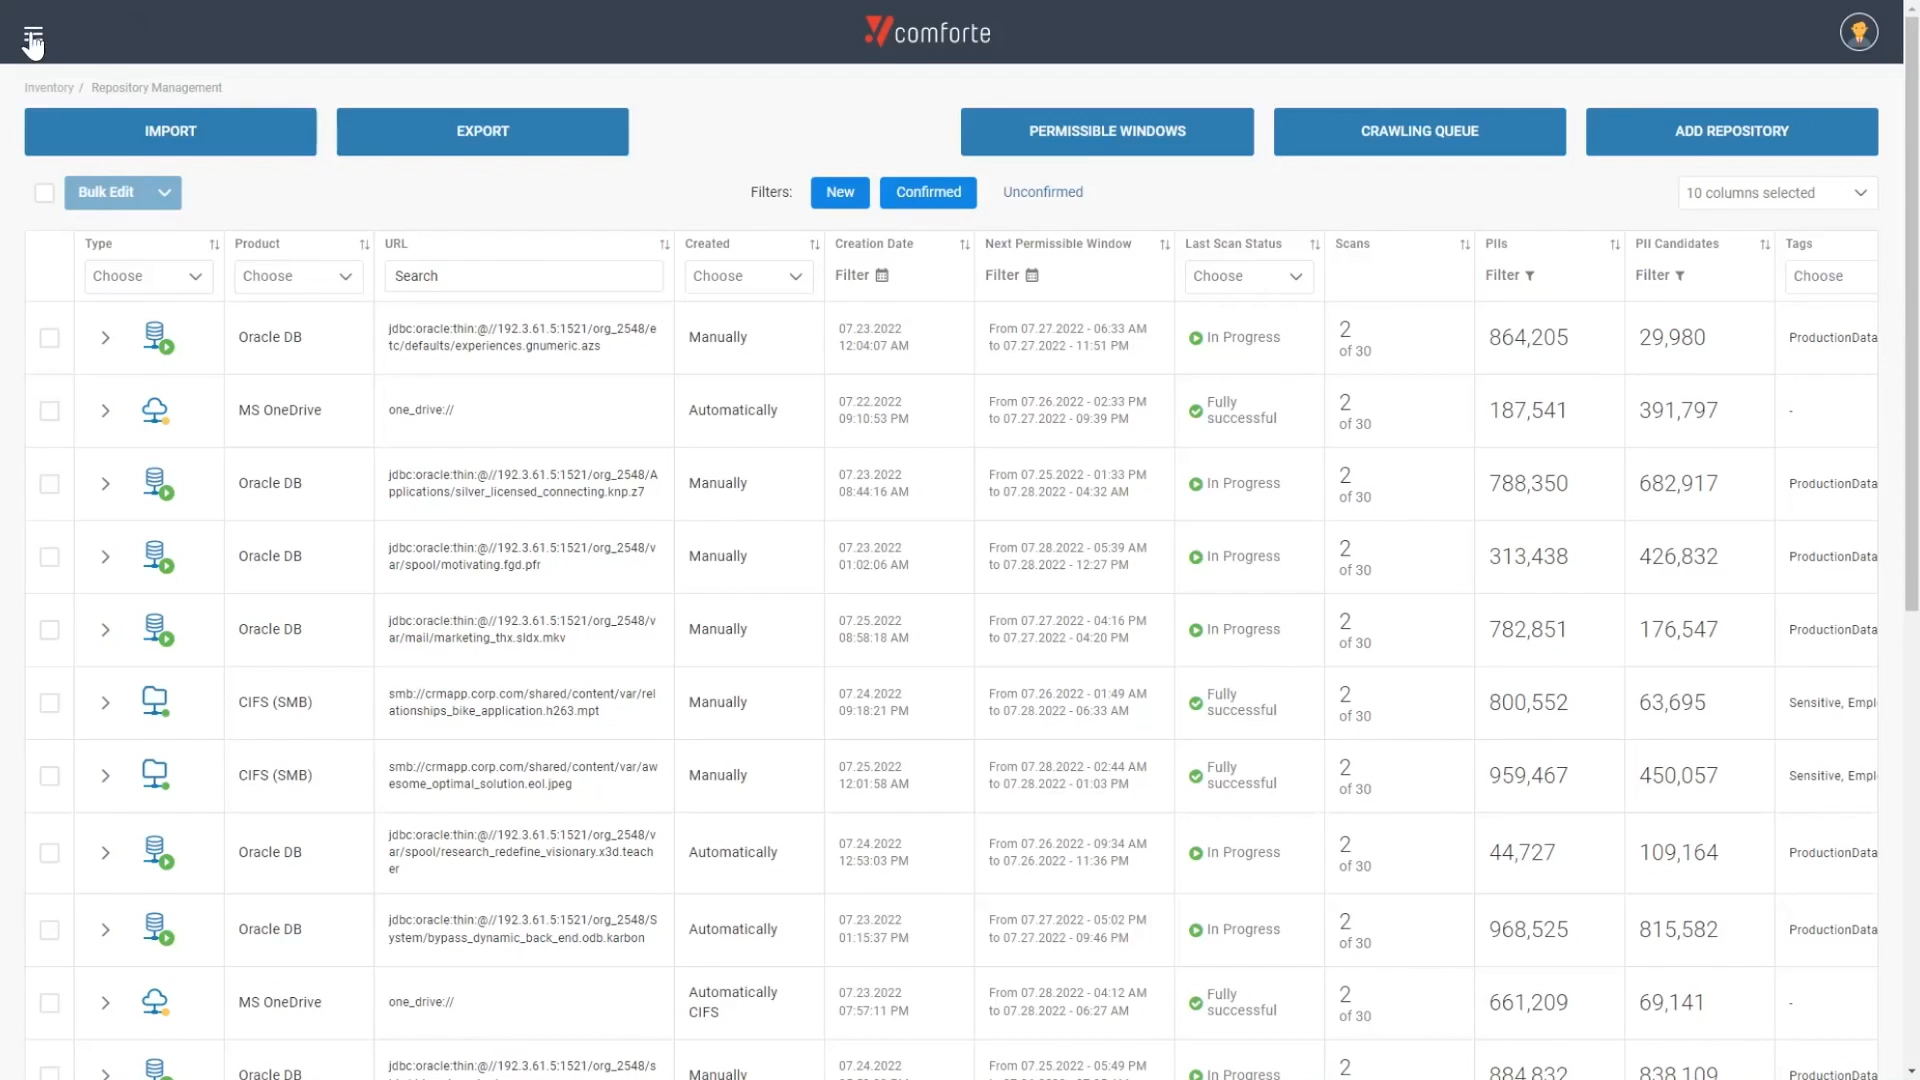 comforte
Inventory / Repository Management
IMPORT
EXPORT
PERMISSIBLE WINDOWS
CRAWLING QUEUE
ADD REPOSITORY
Bulk Edit
Filters:
New
Confirmed
Unconfirmed
10 columns selected
Type
Product
URL
Created
Creation Date
Next Permissible Window
Last Scan Status
Scans
PIIs
PII Candidates
Tags
Choose
Choose
Search
Choose
Filter
Filter
Choose
Filter
Filter
Choose
Oracle DB
jdbc:oracle:thin:@//192.3.61.5:1521/org_2548/e
tc/defaults/experiences.gnumeric.azs
Manually
07.23.2022
12:04:07 AM
From 07.27.2022 - 06:33 AM
to 07.27.2022 - 11:51 PM
In Progress
2
of 30
864,205
29,980
ProductionData
MS OneDrive
one_drive://
Automatically
07.22.2022
09:10:53 PM
From 07.26.2022 - 02:33 PM
to 07.27.2022 - 09:39 PM
Fully
successful
2
of 30
187,541
391,797
-
Oracle DB
jdbc:oracle:thin:@//192.3.61.5:1521/org_2548/A
pplications/silver_licensed_connecting.knp.z7
Manually
07.23.2022
08:44:16 AM
From 07.25.2022 - 01:33 PM
to 07.28.2022 - 04:32 AM
In Progress
2
of 30
788,350
682,917
ProductionData
Oracle DB
jdbc:oracle:thin:@//192.3.61.5:1521/org_2548/v
ar/spool/motivating.fgd.pfr
Manually
07.23.2022
01:02:06 AM
From 07.28.2022 - 05:39 AM
to 07.28.2022 - 12:27 PM
In Progress
2
of 30
313,438
426,832
ProductionData
Oracle DB
jdbc:oracle:thin:@//192.3.61.5:1521/org_2548/v
ar/mail/marketing_thx.sldx.mkv
Manually
07.25.2022
08:58:18 AM
From 07.27.2022 - 04:16 PM
to 07.27.2022 - 04:20 PM
In Progress
2
of 30
782,851
176,547
ProductionData
CIFS (SMB)
smb://crmapp.corp.com/shared/content/var/rel
ationships_bike_application.h263.mpt
Manually
07.24.2022
09:18:21 PM
From 07.26.2022 - 01:49 AM
to 07.28.2022 - 06:33 AM
Fully
successful
2
of 30
800,552
63,695
Sensitive, Empl
CIFS (SMB)
smb://crmapp.corp.com/shared/content/var/aw
esome_optimal_solution.eol.jpeg
Manually
07.25.2022
12:01:58 AM
From 07.28.2022 - 02:44 AM
to 07.28.2022 - 01:03 PM
Fully
successful
2
of 30
959,467
450,057
Sensitive, Empl
Oracle DB
jdbc:oracle:thin:@//192.3.61.5:1521/org_2548/v
ar/spool/research_redefine_visionary.x3d.teach
er
Automatically
07.24.2022
12:53:03 PM
From 07.26.2022 - 09:34 AM
to 07.26.2022 - 11:36 PM
In Progress
2
of 30
44,727
109,164
ProductionData
Oracle DB
jdbc:oracle:thin:@//192.3.61.5:1521/org_2548/S
ystem/bypass_dynamic_back_end.odb.karbon
Automatically
07.23.2022
01:15:37 PM
From 07.27.2022 - 05:02 PM
to 07.27.2022 - 09:46 PM
In Progress
2
of 30
968,525
815,582
ProductionData
MS OneDrive
one_drive://
Automatically
CIFS
07.23.2022
07:57:11 PM
From 07.28.2022 - 04:12 AM
to 07.28.2022 - 06:27 AM
Fully
successful
2
of 30
661,209
69,141
-
Oracle DB
jdbc:oracle:thin:@//192.3.61.5:1521/org_2548/s
Manually
07.24.2022
From 07.25.2022 - 05:49 PM
In Progress
2
884,832
838,109
ProductionData